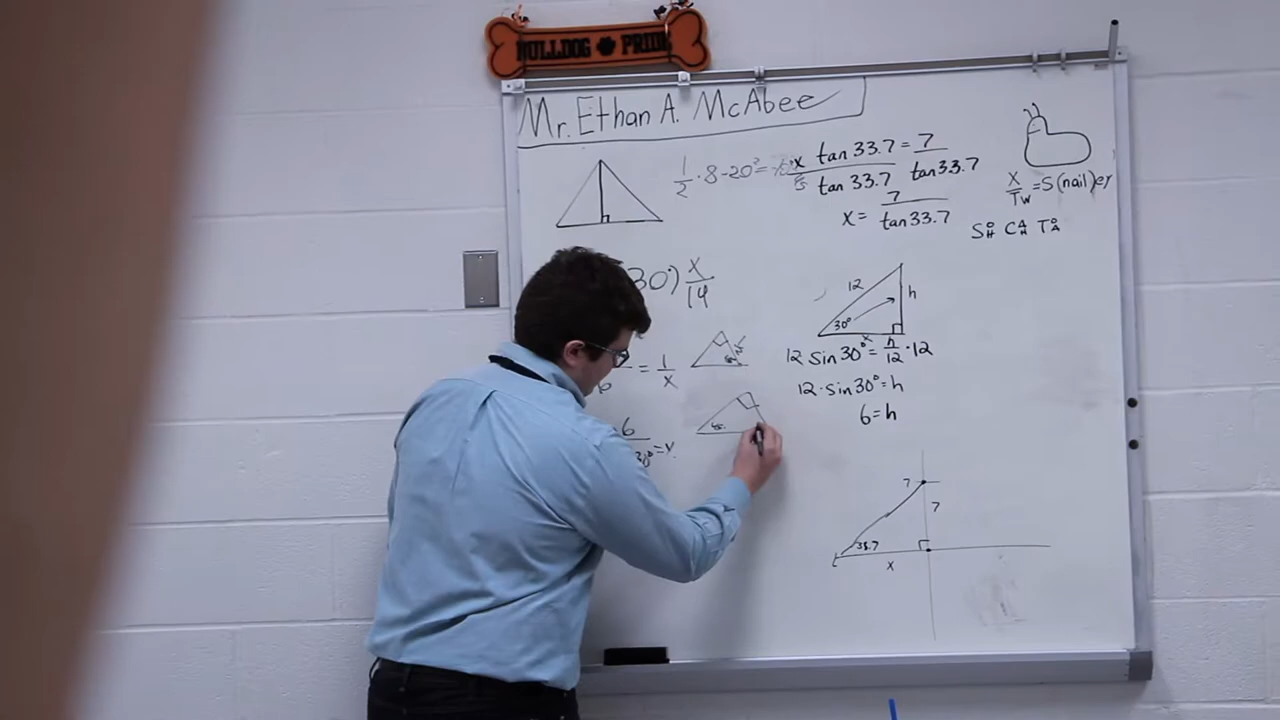 BULLDOG PRIDE
Mr. Ethan A. McAbee
1/2 · 8 - 20²
x tan 33.7 / tan 33.7 = 7 / tan 33.7
x = 7 / tan 33.7
X / Tw = S(nail)ey
S O/H C A/H T O/A
30°) x/14
12
h
30°
= 1/x
12 sin 30° = h/12 · 12
12 · sin 30° = h
6 = h
6
30° = x
7
7
x